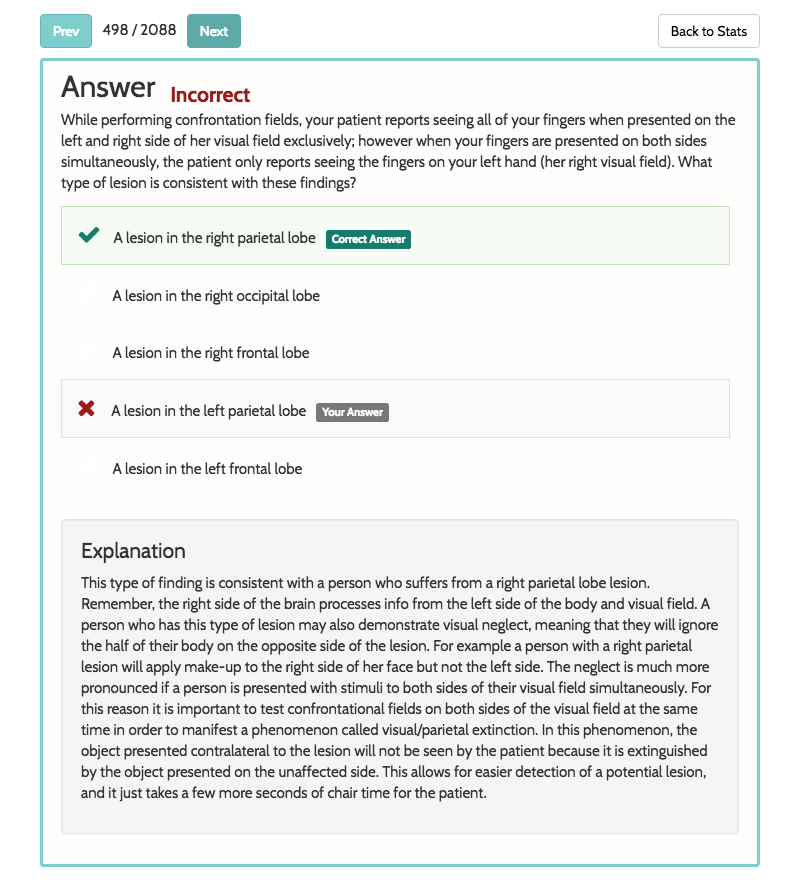 Prev 498 / 2088 Next Back to Stats
Answer Incorrect
While performing confrontation fields, your patient reports seeing all of your fingers when presented on the
left and right side of her visual field exclusively; however when your fingers are presented on both sides
simultaneously, the patient only reports seeing the fingers on your left hand (her right visual field). What
type of lesion is consistent with these findings?
A lesion in the right parietal lobe Correct Answer
A lesion in the right occipital lobe
A lesion in the right frontal lobe
A lesion in the left parietal lobe Your Answer
A lesion in the left frontal lobe
Explanation
This type of finding is consistent with a person who suffers from a right parietal lobe lesion.
Remember, the right side of the brain processes info from the left side of the body and visual field. A
person who has this type of lesion may also demonstrate visual neglect, meaning that they will ignore
the half of their body on the opposite side of the lesion. For example a person with a right parietal
lesion will apply make-up to the right side of her face but not the left side. The neglect is much more
pronounced if a person is presented with stimuli to both sides of their visual field simultaneously. For
this reason it is important to test confrontational fields on both sides of the visual field at the same
time in order to manifest a phenomenon called visual/parietal extinction. In this phenomenon, the
object presented contralateral to the lesion will not be seen by the patient because it is extinguished
by the object presented on the unaffected side. This allows for easier detection of a potential lesion,
and it just takes a few more seconds of chair time for the patient.